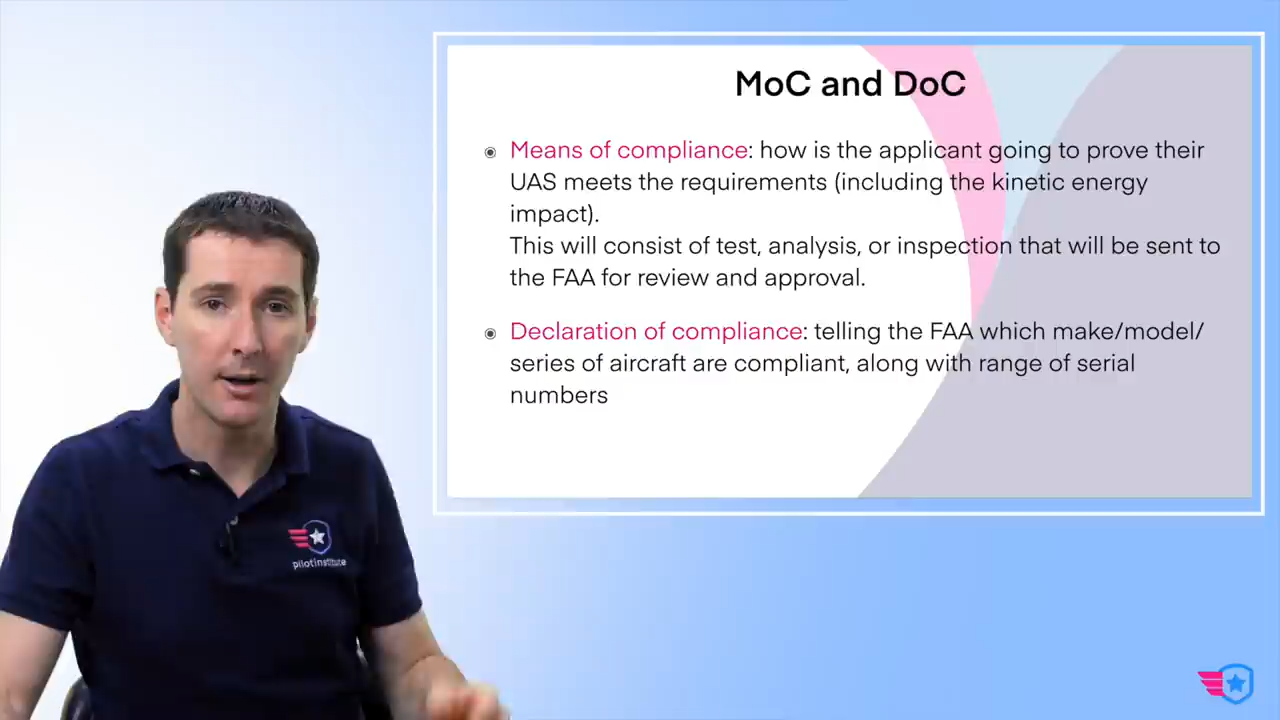 MoC and DoC
Means of compliance: how is the applicant going to prove their
UAS meets the requirements (including the kinetic energy
impact).
This will consist of test, analysis, or inspection that will be sent to
the FAA for review and approval.
Declaration of compliance: telling the FAA which make/model/
series of aircraft are compliant, along with range of serial
numbers
pilotinstitute